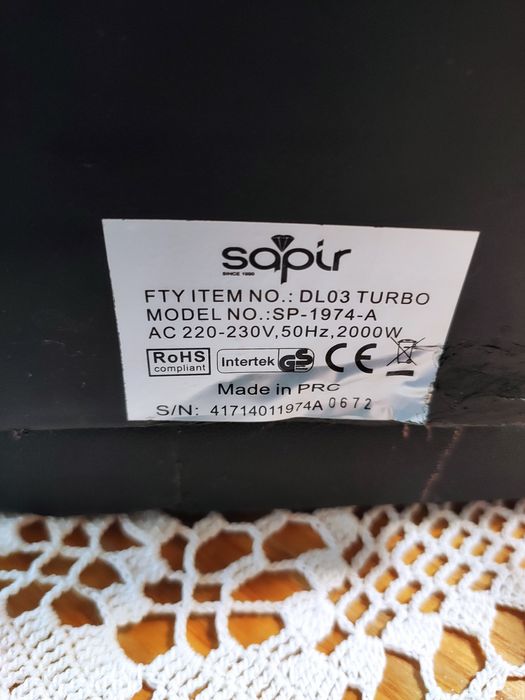 sapir
SINCE 1990
FTY ITEM NO.: DL03 TURBO
MODEL NO.:SP-1974-A
AC 220-230V,50Hz,2000W
RoHS
compliant
Intertek GS CE
Made in PRC
S/N: 41714011974A 0672